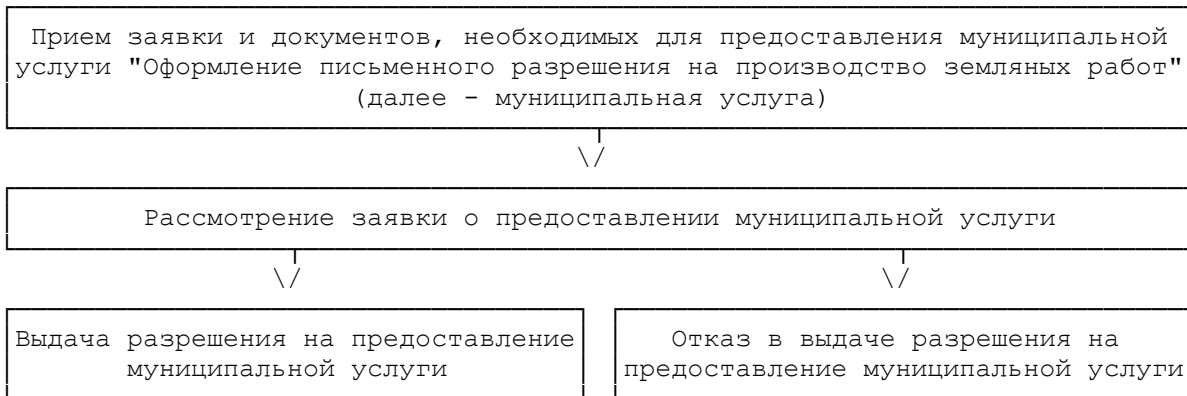 Прием заявки и документов, необходимых для предоставления муниципальной
услуги "Оформление письменного разрешения на производство земляных работ"
(далее - муниципальная услуга)
Рассмотрение заявки о предоставлении муниципальной услуги
Выдача разрешения на предоставление
муниципальной услуги
Отказ в выдаче разрешения на
предоставление муниципальной услуги